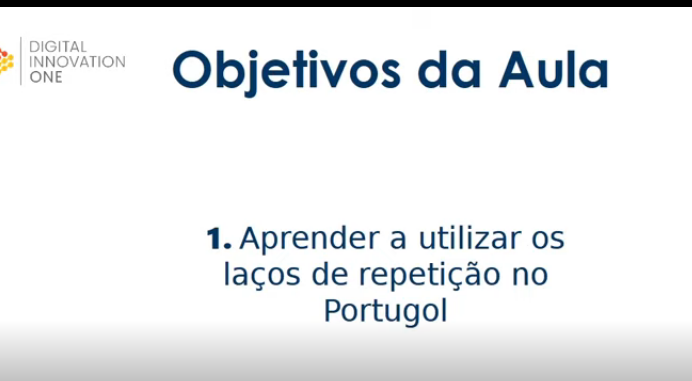 DIGITAL
INNOVATION
ONE
Objetivos da Aula
1. Aprender a utilizar os
laços de repetição no
Portugol